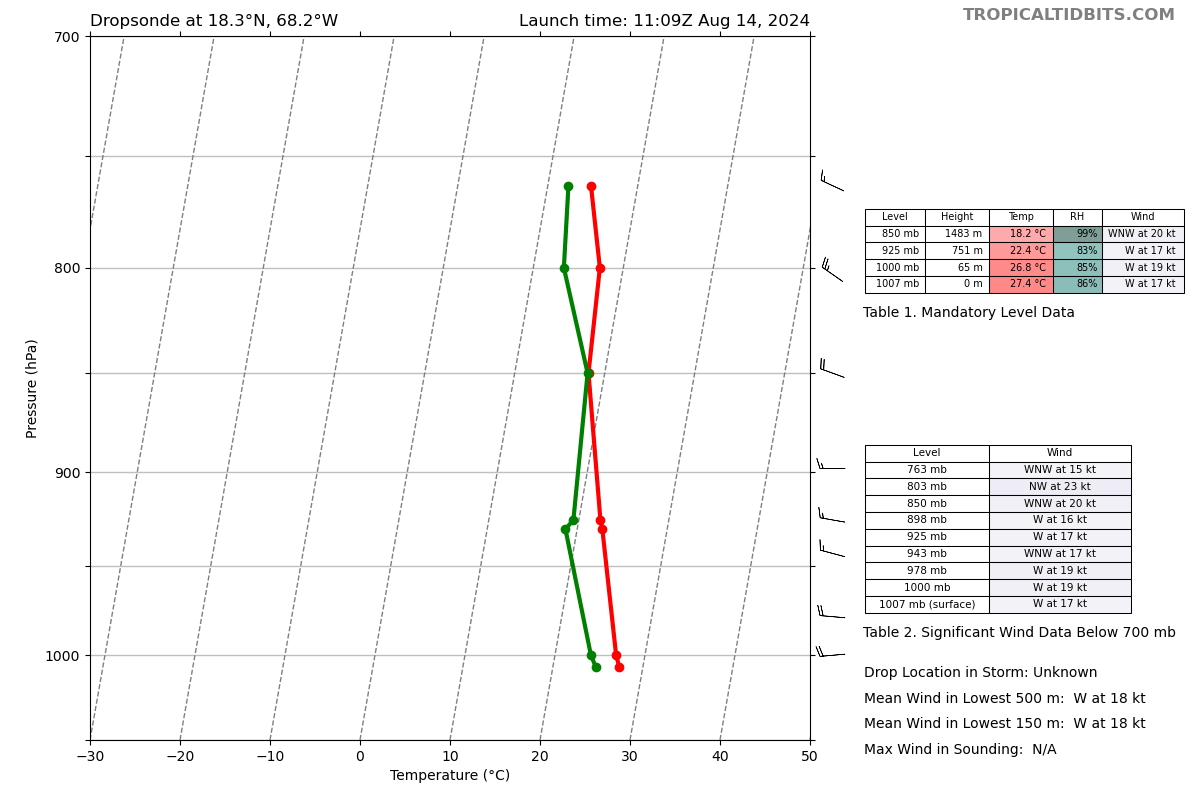 Dropsonde at 18.3°N, 68.2°W
Launch time: 11:09Z Aug 14, 2024
TROPICALTIDBITS.COM
700
800
900
1000
Pressure (hPa)
−30 −20 −10 0 10 20 30 40 50
Temperature (°C)
Level Height Temp RH Wind
850 mb 1483 m 18.2 °C 99% WNW at 20 kt
925 mb 751 m 22.4 °C 83% W at 17 kt
1000 mb 65 m 26.8 °C 85% W at 19 kt
1007 mb 0 m 27.4 °C 86% W at 17 kt
Table 1. Mandatory Level Data
Level Wind
763 mb WNW at 15 kt
803 mb NW at 23 kt
850 mb WNW at 20 kt
898 mb W at 16 kt
925 mb W at 17 kt
943 mb WNW at 17 kt
978 mb W at 19 kt
1000 mb W at 19 kt
1007 mb (surface) W at 17 kt
Table 2. Significant Wind Data Below 700 mb
Drop Location in Storm: Unknown
Mean Wind in Lowest 500 m: W at 18 kt
Mean Wind in Lowest 150 m: W at 18 kt
Max Wind in Sounding: N/A